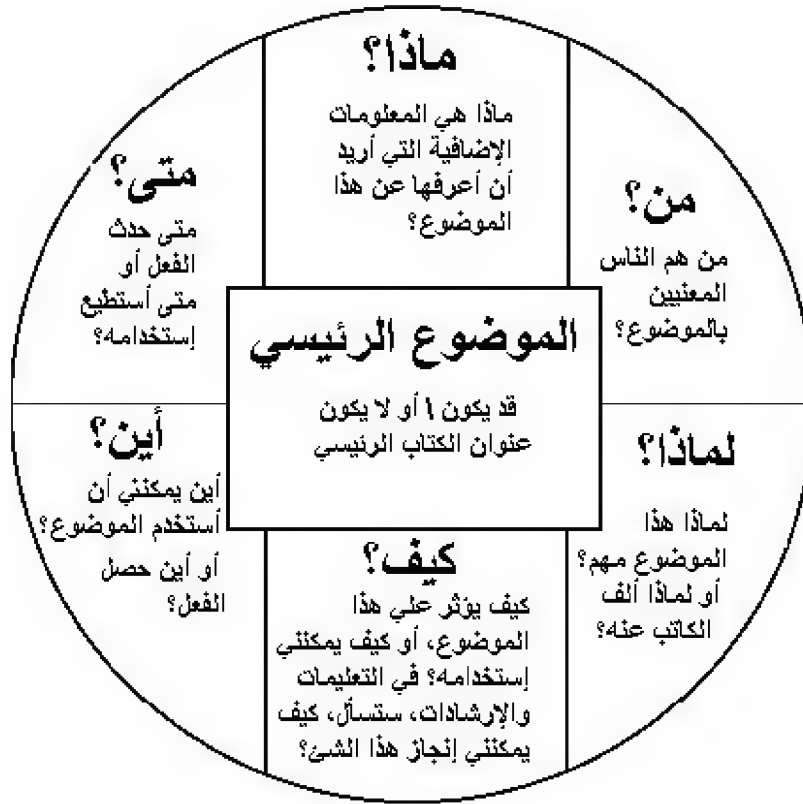 ماذا؟
ماذا هي المعلومات
الإضافية التي أريد
أن أعرفها عن هذا
الموضوع؟
من؟
من هم الناس
المعنيين
بالموضوع؟
متى؟
متى حدث
الفعل أو
متى أستطيع
إستخدامه؟
الموضوع الرئيسي
قد يكون \ أو لا يكون
عنوان الكتاب الرئيسي
لماذا؟
لماذا هذا
الموضوع مهم؟
أو لماذا ألف
الكاتب عنه؟
أين؟
أين يمكنني أن
أستخدم الموضوع؟
أو أين حصل
الفعل؟
كيف؟
كيف يؤثر علي هذا
الموضوع، أو كيف يمكنني
إستخدامه؟ في التعليمات
والإرشادات، ستسأل، كيف
يمكنني إنجاز هذا الشئ؟